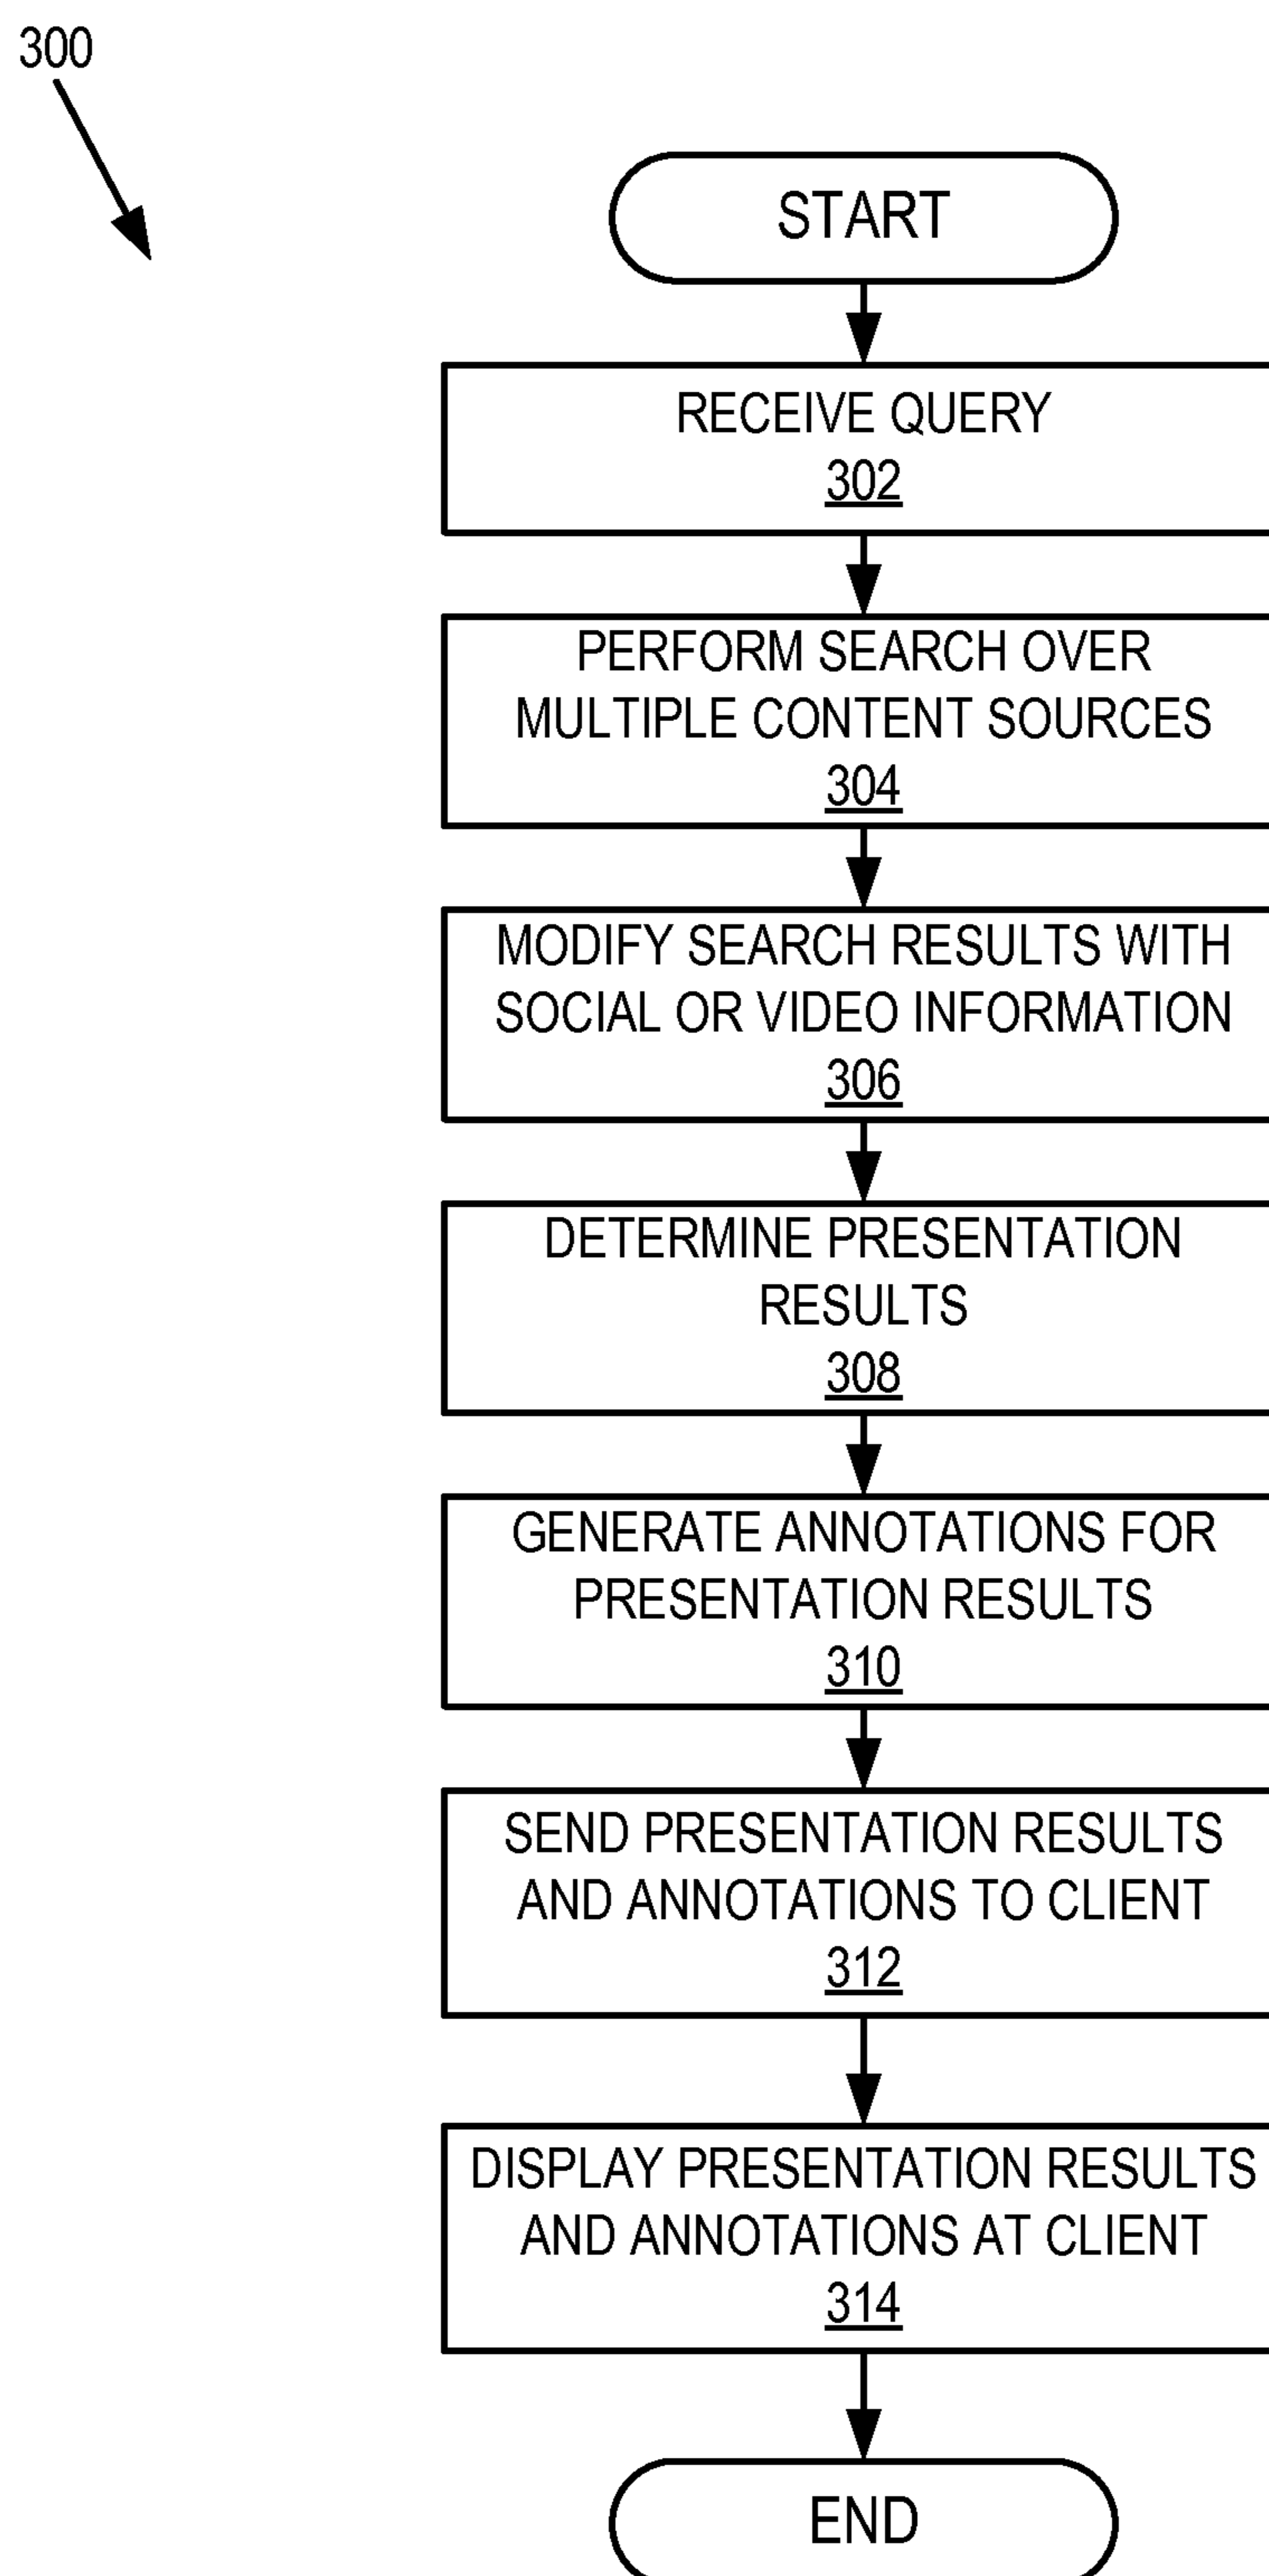 300
START
RECEIVE QUERY
302
PERFORM SEARCH OVER
MULTIPLE CONTENT SOURCES
304
MODIFY SEARCH RESULTS WITH
SOCIAL OR VIDEO INFORMATION
306
DETERMINE PRESENTATION
RESULTS
308
GENERATE ANNOTATIONS FOR
PRESENTATION RESULTS
310
SEND PRESENTATION RESULTS
AND ANNOTATIONS TO CLIENT
312
DISPLAY PRESENTATION RESULTS
AND ANNOTATIONS AT CLIENT
314
END